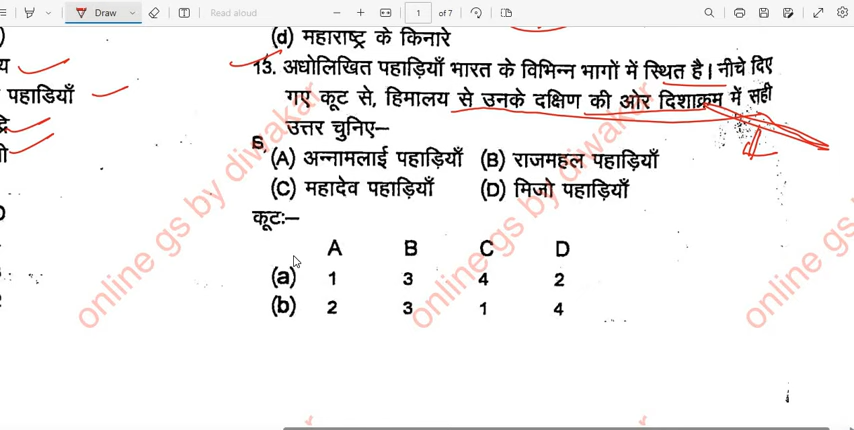 Draw
Read aloud
1 of 7
(d) महाराष्ट्र के किनारे
13. अधोलिखित पहाड़ियाँ भारत के विभिन्न भागों में स्थित है। नीचे दिए
पहाडियाँ
गए कूट से, हिमालय से उनके दक्षिण की ओर दिशाक्रम में सही
उत्तर चुनिए–
(A) अन्नामलाई पहाड़ियाँ (B) राजमहल पहाड़ियाँ
(C) महादेव पहाड़ियाँ (D) मिजो पहाड़ियाँ
कूटः–
A B C D
(a) 1 3 4 2
(b) 2 3 1 4
online gs by diwakar
online gs by diwakar
online gs